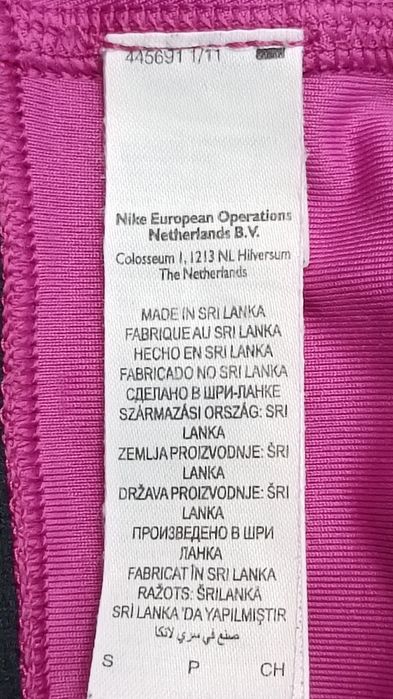 445691 1/11
Nike European Operations
Netherlands B.V.
Colosseum 1, 1213 NL Hilversum
The Netherlands
MADE IN SRI LANKA
FABRIQUE AU SRI LANKA
HECHO EN SRI LANKA
FABRICADO NO SRI LANKA
СДЕЛАНО В ШРИ-ЛАНКЕ
SZÁRMAZÁSI ORSZÁG: SRI
LANKA
ZEMLJA PROIZVODNJE: ŠRI
LANKA
DRŽAVA PROIZVODNJE: ŠRI
LANKA
ПРОИЗВЕДЕНО В ШРИ
ЛАНКА
FABRICAT ÎN SRI LANKA
RAŽOTS: ŠRILANKA
SRİ LANKA 'DA YAPILMIŞTIR
صنع في سري لانكا
S P CH